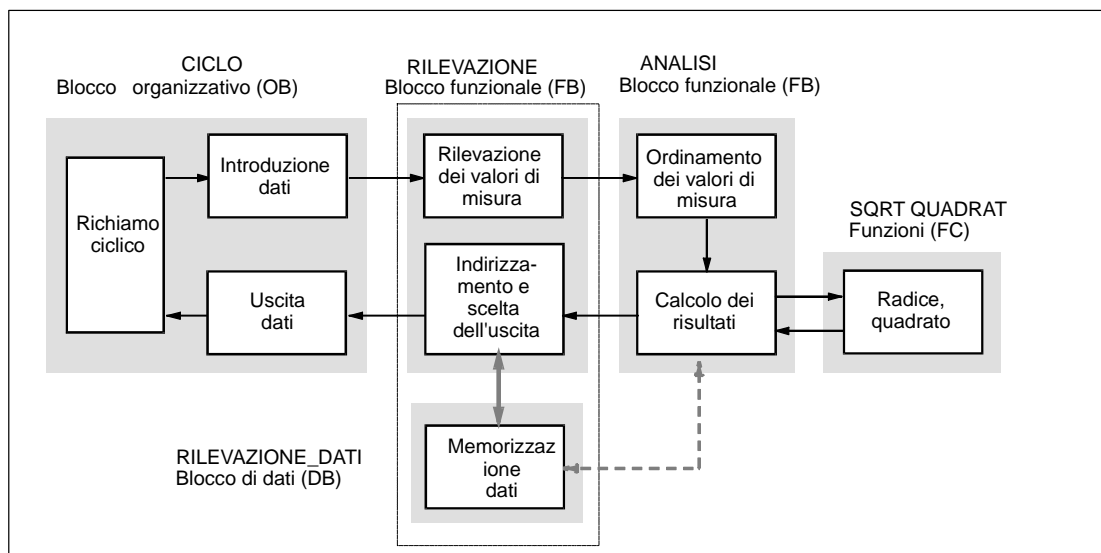 CICLO
Blocco organizzativo (OB)
RILEVAZIONE
Blocco funzionale (FB)
ANALISI
Blocco funzionale (FB)
Richiamo
ciclico
Introduzione
dati
Rilevazione
dei valori di
misura
Ordinamento
dei valori di
misura
SQRT QUADRAT
Funzioni (FC)
Uscita
dati
Indirizza-
mento e
scelta
dell'uscita
Calcolo dei
risultati
Radice,
quadrato
RILEVAZIONE_DATI
Blocco di dati (DB)
Memorizzaz
ione
dati